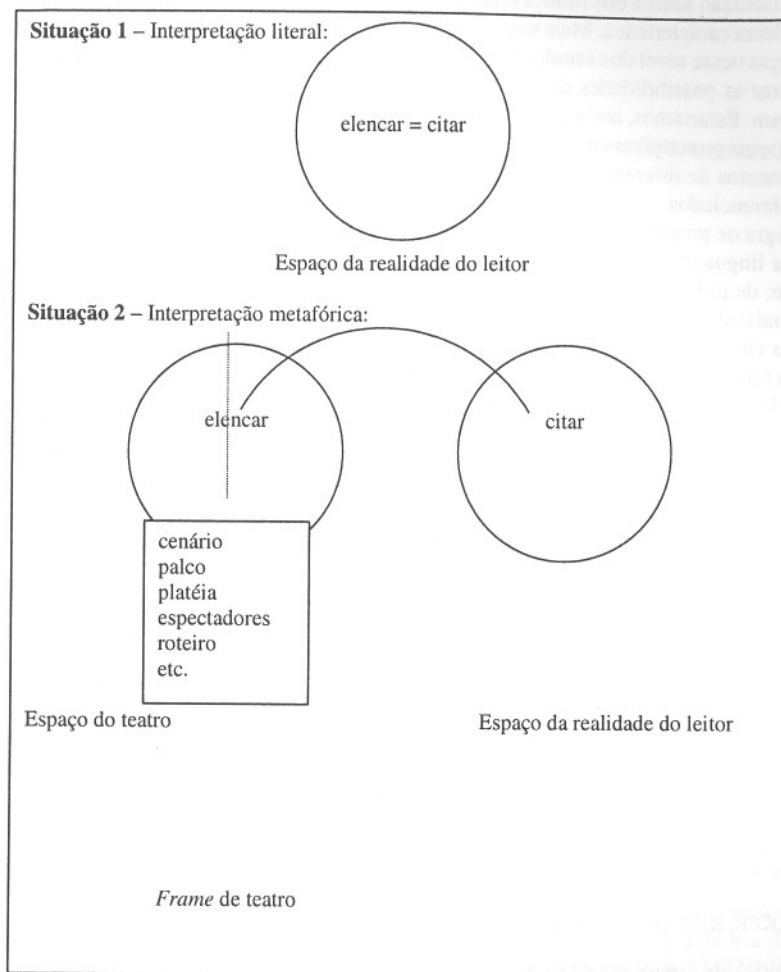 Situação 1 – Interpretação literal:
elencar = citar
Espaço da realidade do leitor
Situação 2 – Interpretação metafórica:
elencar
citar
cenário
palco
platéia
espectadores
roteiro
etc.
Espaço do teatro
Espaço da realidade do leitor
Frame de teatro